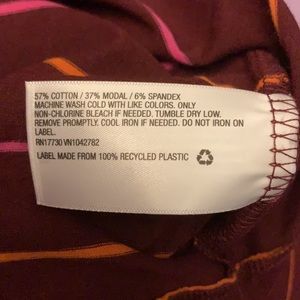 57% COTTON / 37% MODAL / 6% SPANDEX
MACHINE WASH COLD WITH LIKE COLORS. ONLY
NON-CHLORINE BLEACH IF NEEDED. TUMBLE DRY LOW.
REMOVE PROMPTLY. COOL IRON IF NEEDED. DO NOT IRON ON
LABEL.
RN17730 VN1042782
LABEL MADE FROM 100% RECYCLED PLASTIC